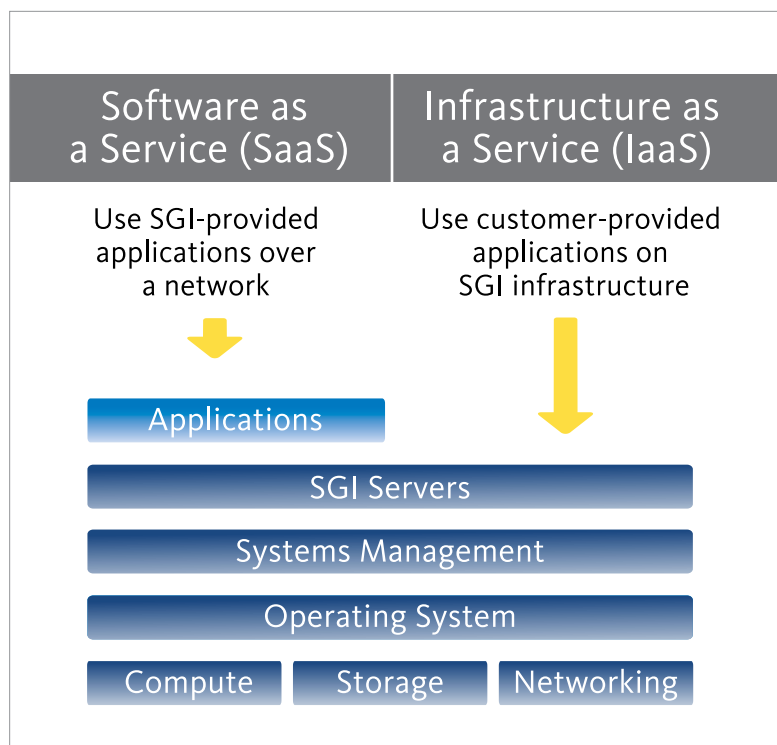 Software as
a Service (SaaS)
Infrastructure as
a Service (IaaS)
Use SGI-provided
applications over
a network
Use customer-provided
applications on
SGI infrastructure
Applications
SGI Servers
Systems Management
Operating System
Compute
Storage
Networking